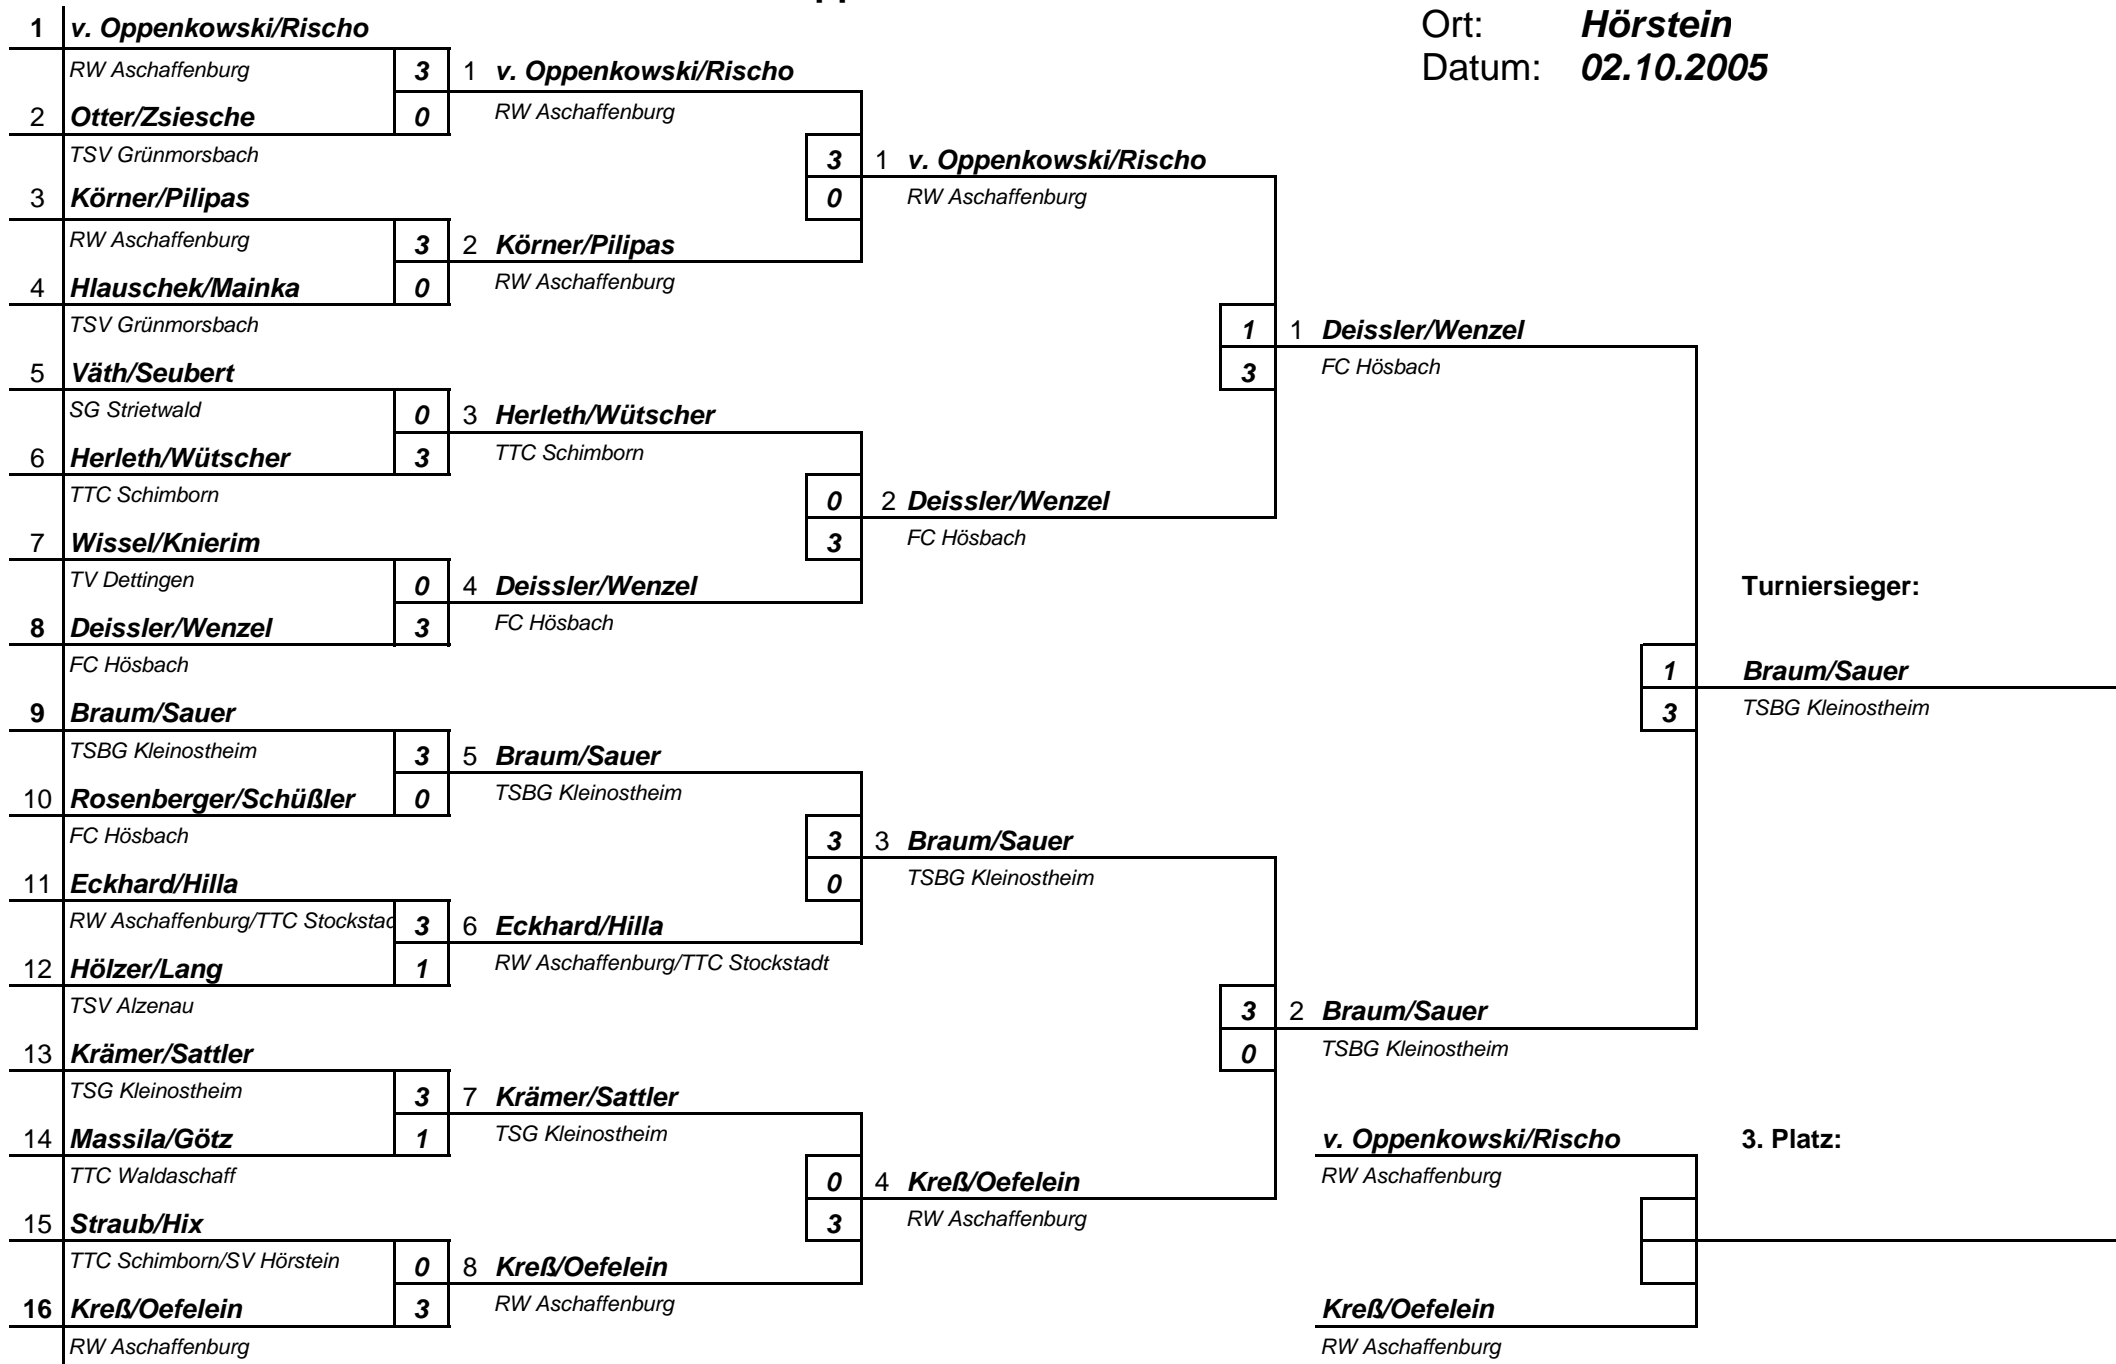 pp
Ort: Hörstein
Datum: 02.10.2005
1 v. Oppenkowski/Rischo
RW Aschaffenburg 3
2 Otter/Zsiesche 0
TSV Grünmorsbach
3 Körner/Pilipas
RW Aschaffenburg 3
4 Hlauschek/Mainka 0
TSV Grünmorsbach
5 Väth/Seubert
SG Strietwald 0
6 Herleth/Wütscher 3
TTC Schimborn
7 Wissel/Knierim
TV Dettingen 0
8 Deissler/Wenzel 3
FC Hösbach
9 Braum/Sauer
TSBG Kleinostheim 3
10 Rosenberger/Schüßler 0
FC Hösbach
11 Eckhard/Hilla
RW Aschaffenburg/TTC Stockstad 3
12 Hölzer/Lang 1
TSV Alzenau
13 Krämer/Sattler
TSG Kleinostheim 3
14 Massila/Götz 1
TTC Waldaschaff
15 Straub/Hix
TTC Schimborn/SV Hörstein 0
16 Kreß/Oefelein 3
RW Aschaffenburg
1 v. Oppenkowski/Rischo
RW Aschaffenburg
3
0
2 Körner/Pilipas
RW Aschaffenburg
3 Herleth/Wütscher
TTC Schimborn
0
3
4 Deissler/Wenzel
FC Hösbach
5 Braum/Sauer
TSBG Kleinostheim
3
0
6 Eckhard/Hilla
RW Aschaffenburg/TTC Stockstadt
7 Krämer/Sattler
TSG Kleinostheim
0
3
8 Kreß/Oefelein
RW Aschaffenburg
1 v. Oppenkowski/Rischo
RW Aschaffenburg
1
3
2 Deissler/Wenzel
FC Hösbach
3 Braum/Sauer
TSBG Kleinostheim
3
0
4 Kreß/Oefelein
RW Aschaffenburg
1 Deissler/Wenzel
FC Hösbach
1
3
2 Braum/Sauer
TSBG Kleinostheim
Turniersieger:
Braum/Sauer
TSBG Kleinostheim
v. Oppenkowski/Rischo
RW Aschaffenburg
3. Platz:
Kreß/Oefelein
RW Aschaffenburg